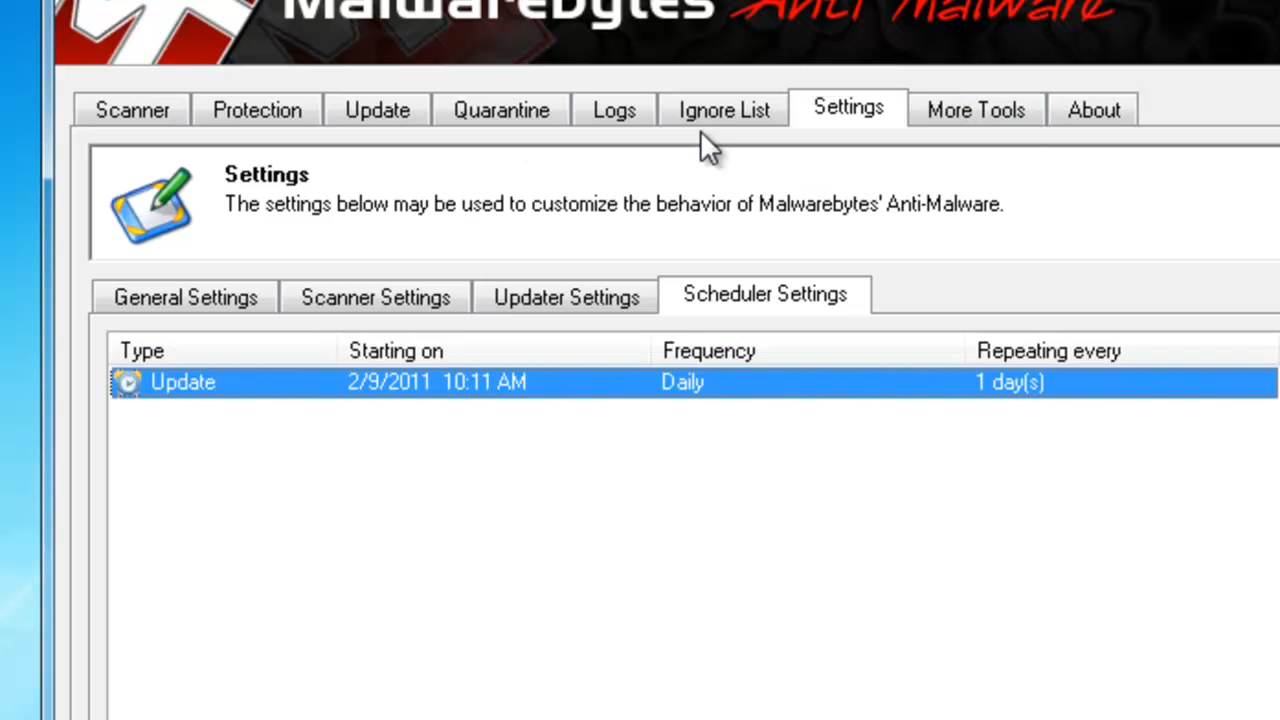 Malwarebytes Anti Malware
Scanner Protection Update Quarantine Logs Ignore List Settings More Tools About
Settings
The settings below may be used to customize the behavior of Malwarebytes' Anti-Malware.
General Settings Scanner Settings Updater Settings Scheduler Settings
Type Starting on Frequency Repeating every
Update 2/9/2011 10:11 AM Daily 1 day(s)